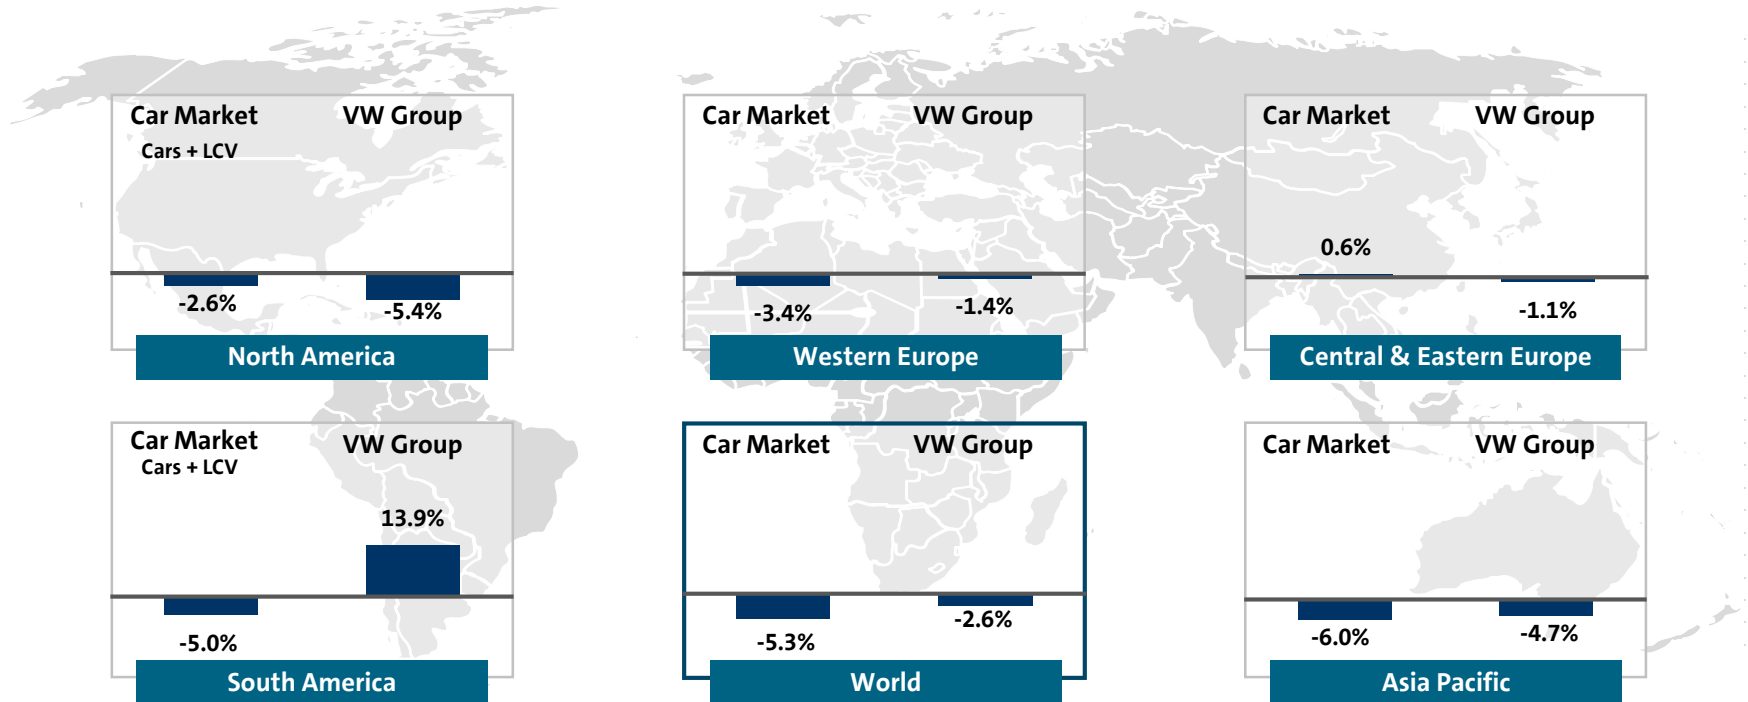 Car Market VW Group
Cars + LCV
-2.6% -5.4%
North America
Car Market VW Group
-3.4% -1.4%
Western Europe
Car Market VW Group
0.6%
-1.1%
Central & Eastern Europe
Car Market VW Group
Cars + LCV
13.9%
-5.0%
South America
Car Market VW Group
-5.3% -2.6%
World
Car Market VW Group
-6.0% -4.7%
Asia Pacific